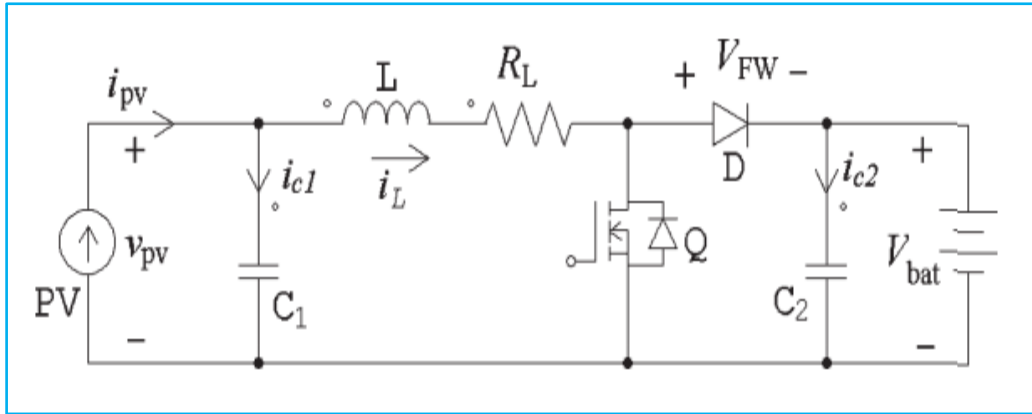 i_pv
L
R_L
+ V_FW -
+
i_c1
i_L
D
i_c2
+
v_pv
Q
V_bat
PV
C_1
C_2
-
-